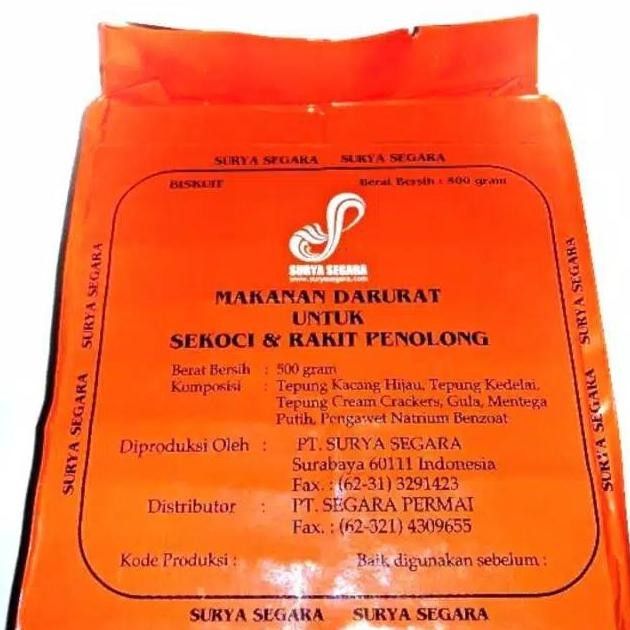 SURYA SEGARA SURYA SEGARA
BISKUIT Berat Bersih : 500 gram
SURYA SEGARA
www.suryasegara.com
MAKANAN DARURAT
UNTUK
SEKOCI & RAKIT PENOLONG
Berat Bersih : 500 gram
Komposisi : Tepung Kacang Hijau, Tepung Kedelai,
Tepung Cream Crackers, Gula, Mentega
Putih, Pengawet Natrium Benzoat
Diproduksi Oleh : PT. SURYA SEGARA
Surabaya 60111 Indonesia
Fax. : (62-31) 3291423
Distributor : PT. SEGARA PERMAI
Fax. : (62-321) 4309655
Kode Produksi : Baik digunakan sebelum :
SURYA SEGARA SURYA SEGARA
SURYA SEGARA SURYA SEGARA
SURYA SEGARA SURYA SEGARA